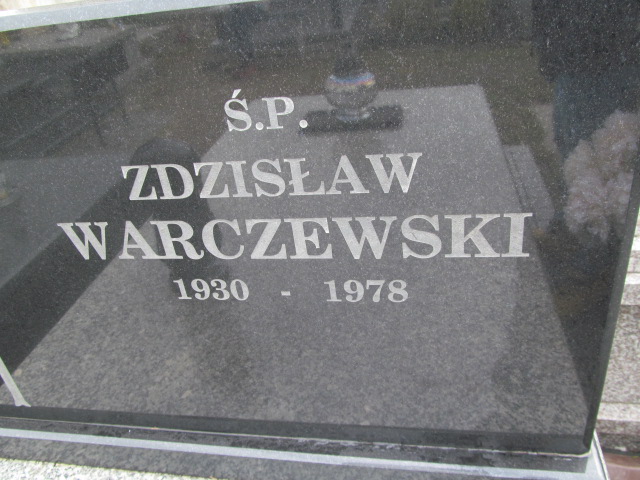 Ś.P.
ZDZISŁAW
WARCZEWSKI
1930 - 1978